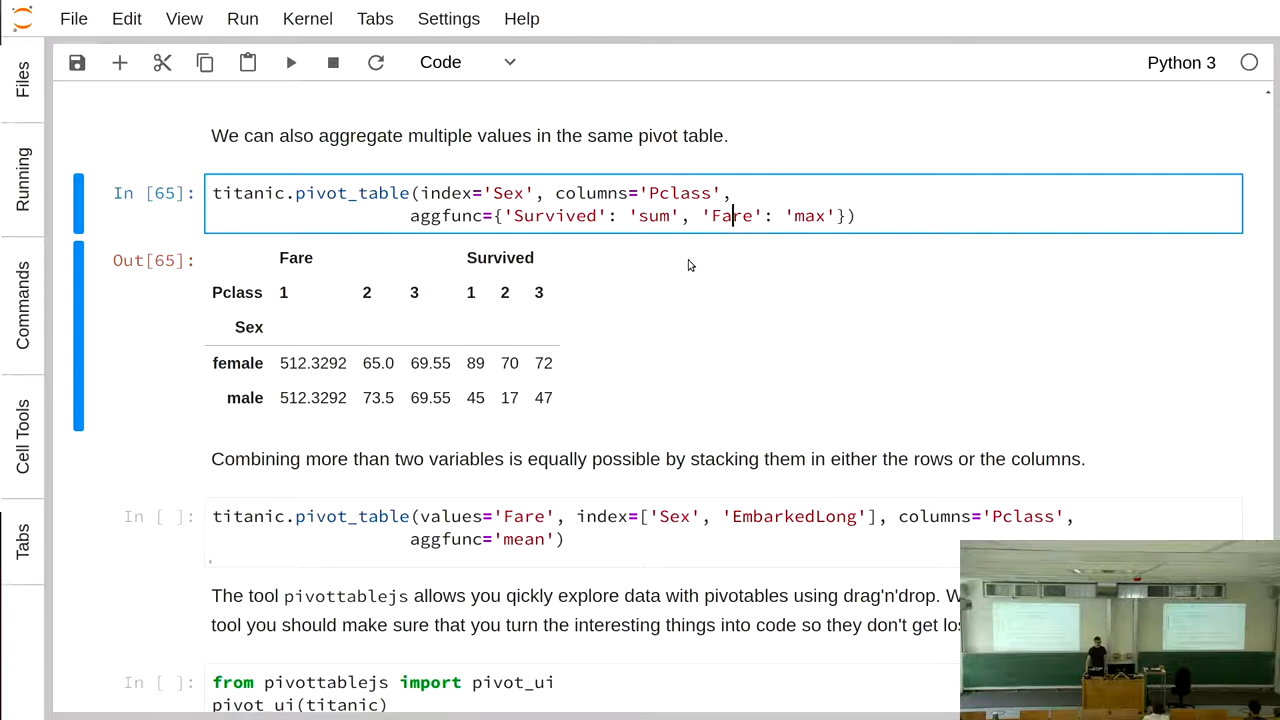 File Edit View Run Kernel Tabs Settings Help
Code Python 3
Files
Running
Commands
Cell Tools
Tabs
We can also aggregate multiple values in the same pivot table.
In [65]: titanic.pivot_table(index='Sex', columns='Pclass',
aggfunc={'Survived': 'sum', 'Fare': 'max'})
Out[65]: Fare Survived
Pclass 1 2 3 1 2 3
Sex
female 512.3292 65.0 69.55 89 70 72
male 512.3292 73.5 69.55 45 17 47
Combining more than two variables is equally possible by stacking them in either the rows or the columns.
In [ ]: titanic.pivot_table(values='Fare', index=['Sex', 'EmbarkedLong'], columns='Pclass',
aggfunc='mean')
The tool pivottablejs allows you qickly explore data with pivotables using drag'n'drop.
tool you should make sure that you turn the interesting things into code so they don't get
In [ ]: from pivottablejs import pivot_ui
pivot_ui(titanic)